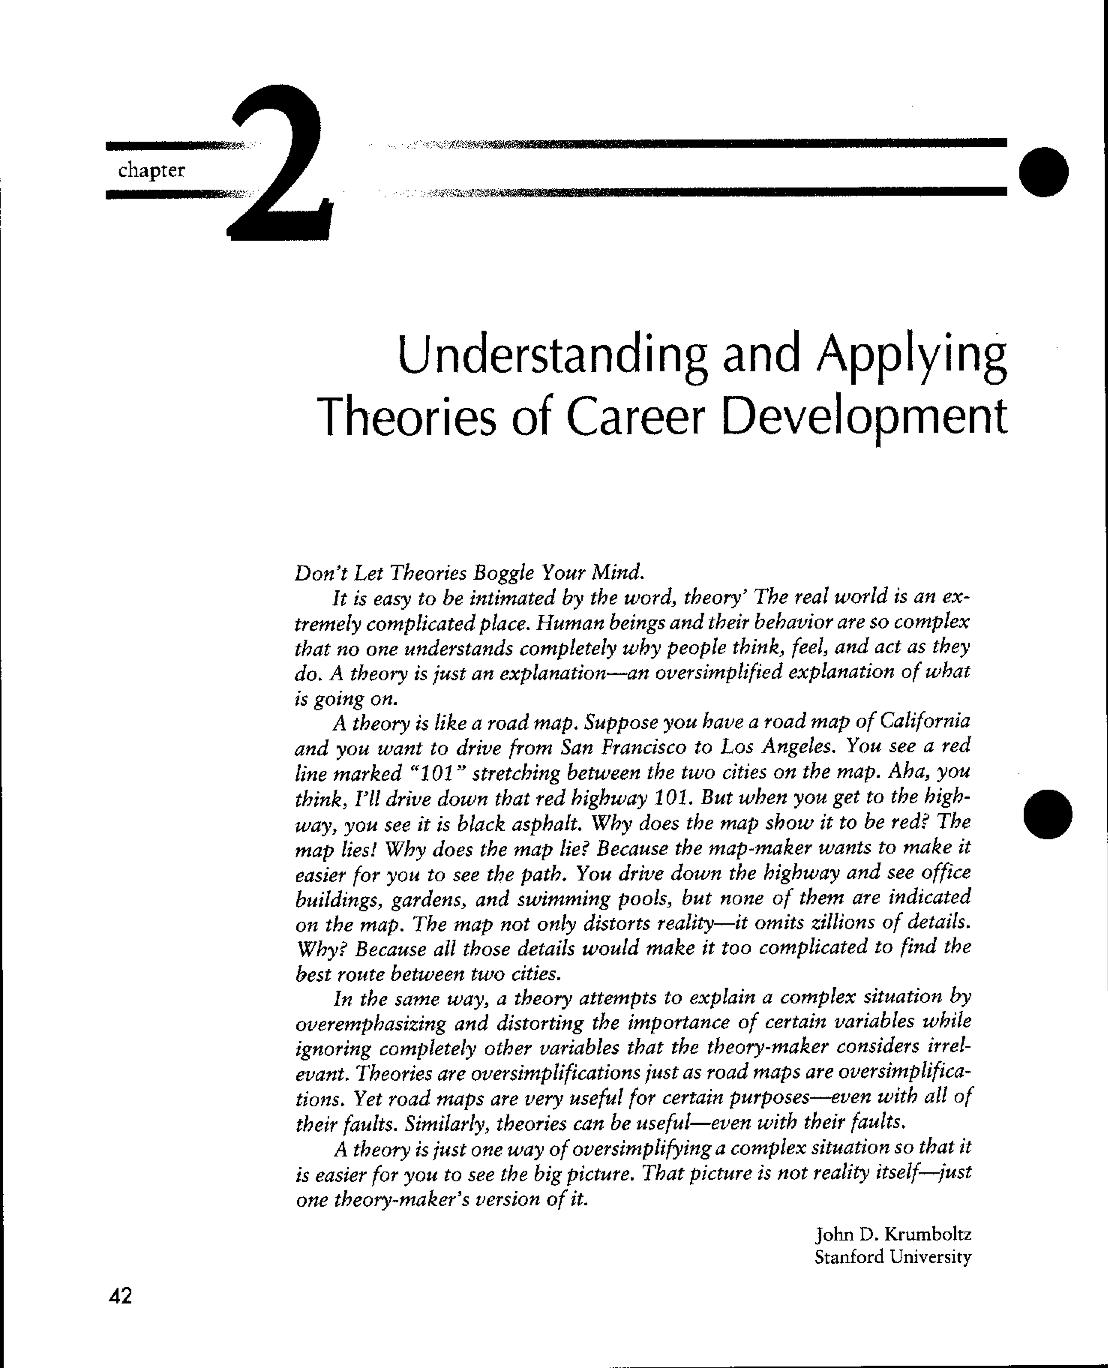 chapter
2
Understanding and Applying
Theories of Career Development
Don't Let Theories Boggle Your Mind.
It is easy to be intimated by the word, theory' The real world is an ex-
tremely complicated place. Human beings and their behavior are so complex
that no one understands completely why people think, feel, and act as they
do. A theory is just an explanation—an oversimplified explanation of what
is going on.
A theory is like a road map. Suppose you have a road map of California
and you want to drive from San Francisco to Los Angeles. You see a red
line marked “101” stretching between the two cities on the map. Aha, you
think, I'll drive down that red highway 101. But when you get to the high-
way, you see it is black asphalt. Why does the map show it to be red? The
map lies! Why does the map lie? Because the map-maker wants to make it
easier for you to see the path. You drive down the highway and see office
buildings, gardens, and swimming pools, but none of them are indicated
on the map. The map not only distorts reality—it omits zillions of details.
Why? Because all those details would make it too complicated to find the
best route between two cities.
In the same way, a theory attempts to explain a complex situation by
overemphasizing and distorting the importance of certain variables while
ignoring completely other variables that the theory-maker considers irrel-
evant. Theories are oversimplifications just as road maps are oversimplifica-
tions. Yet road maps are very useful for certain purposes—even with all of
their faults. Similarly, theories can be useful—even with their faults.
A theory is just one way of oversimplifying a complex situation so that it
is easier for you to see the big picture. That picture is not reality itself—just
one theory-maker's version of it.
John D. Krumboltz
Stanford University
42